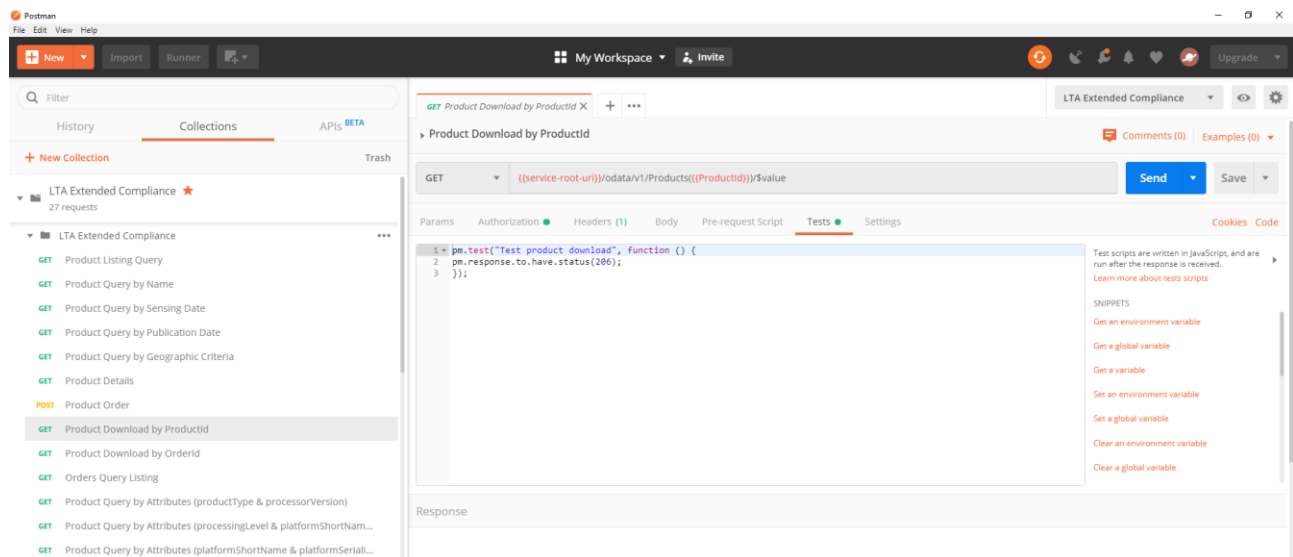 Postman
File Edit View Help
New Import Runner My Workspace Invite Upgrade
Filter
History Collections APIs BETA
New Collection Trash
LTA Extended Compliance
27 requests
LTA Extended Compliance
GET Product Listing Query
GET Product Query by Name
GET Product Query by Sensing Date
GET Product Query by Publication Date
GET Product Query by Geographic Criteria
GET Product Details
POST Product Order
GET Product Download by ProductId
GET Product Download by OrderId
GET Orders Query Listing
GET Product Query by Attributes (productType & processorVersion)
GET Product Query by Attributes (processingLevel & platformShortNam...
GET Product Query by Attributes (platformShortName & platformSeriall...
GET Product Download by ProductId
LTA Extended Compliance
Product Download by ProductId
Comments (0) Examples (0)
GET {{service-root-uri}}/odata/v1/Products({{ProductId}})/$value
Send Save
Params Authorization Headers (1) Body Pre-request Script Tests Settings Cookies Code
1 pm.test("Test product download", function () {
2 pm.response.to.have.status(206);
3 });
Test scripts are written in JavaScript, and are
run after the response is received.
Learn more about tests scripts
SNIPPETS
Get an environment variable
Get a global variable
Get a variable
Set an environment variable
Set a global variable
Clear an environment variable
Clear a global variable
Response